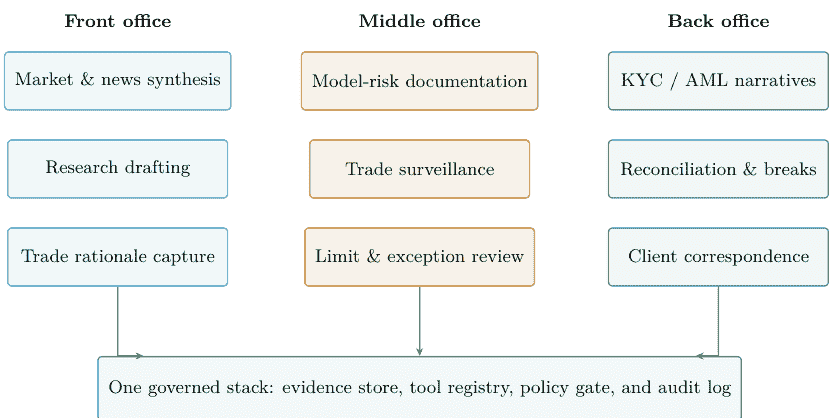 Front office
Middle office
Back office
Market & news synthesis
Model-risk documentation
KYC / AML narratives
Research drafting
Trade surveillance
Reconciliation & breaks
Trade rationale capture
Limit & exception review
Client correspondence
One governed stack: evidence store, tool registry, policy gate, and audit log